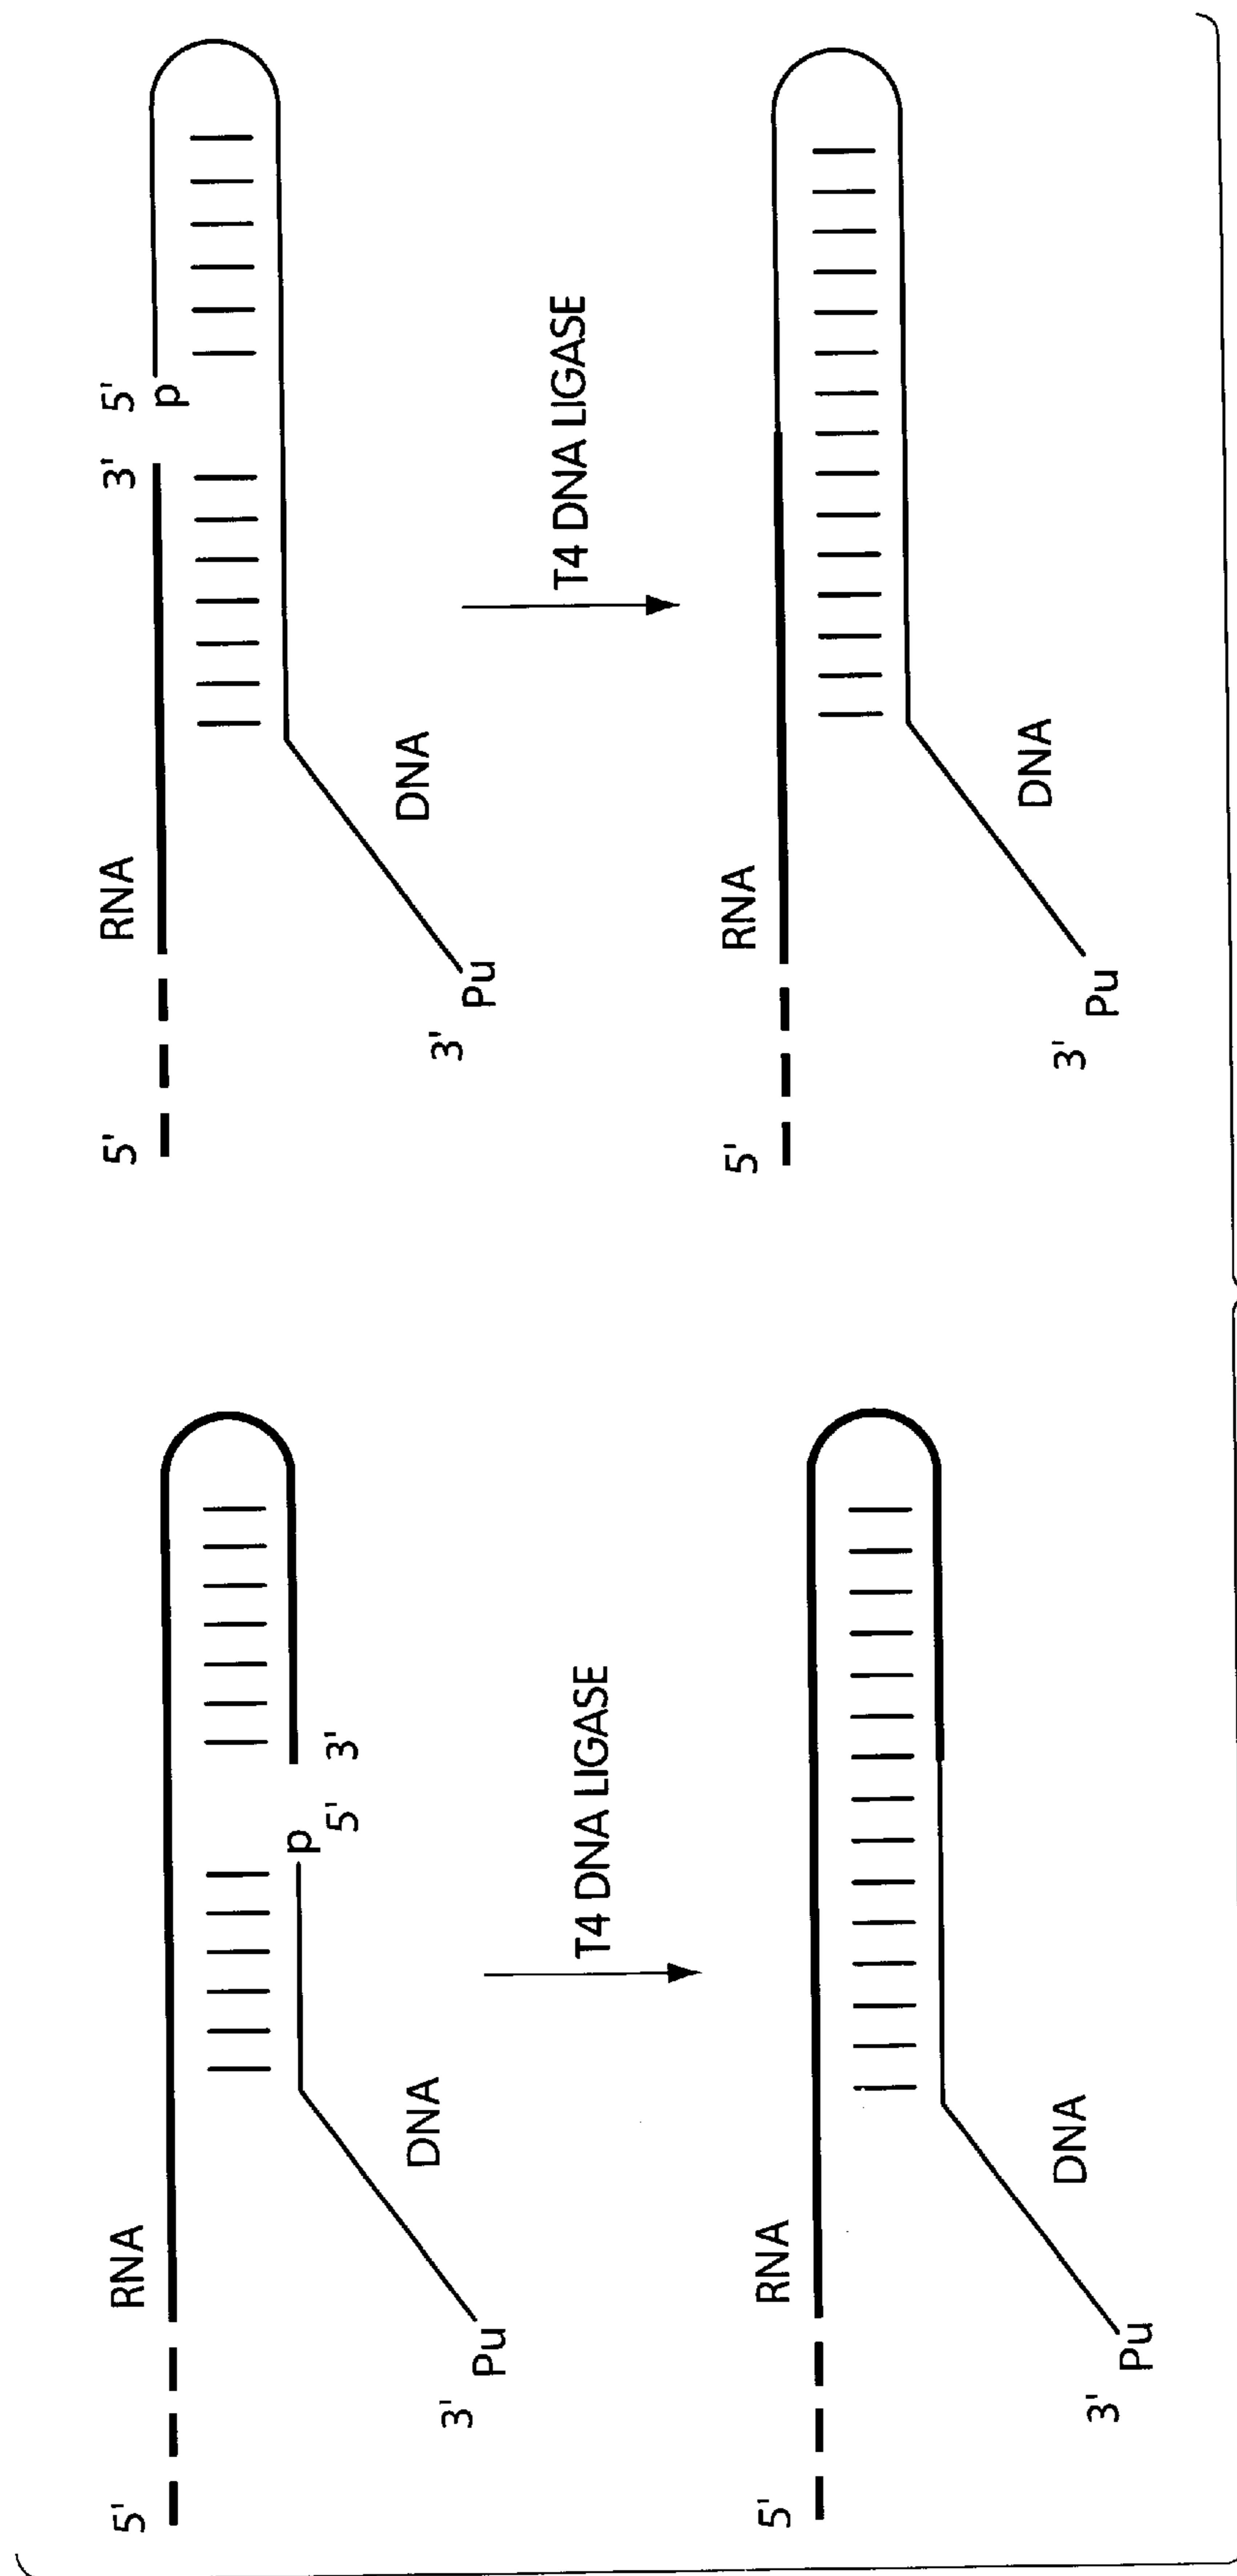 5'
RNA
p
5'
3'
DNA
3'
Pu
T4 DNA LIGASE
5'
RNA
DNA
3'
Pu
5'
RNA
3'
5'
p
DNA
3'
Pu
T4 DNA LIGASE
5'
RNA
DNA
3'
Pu